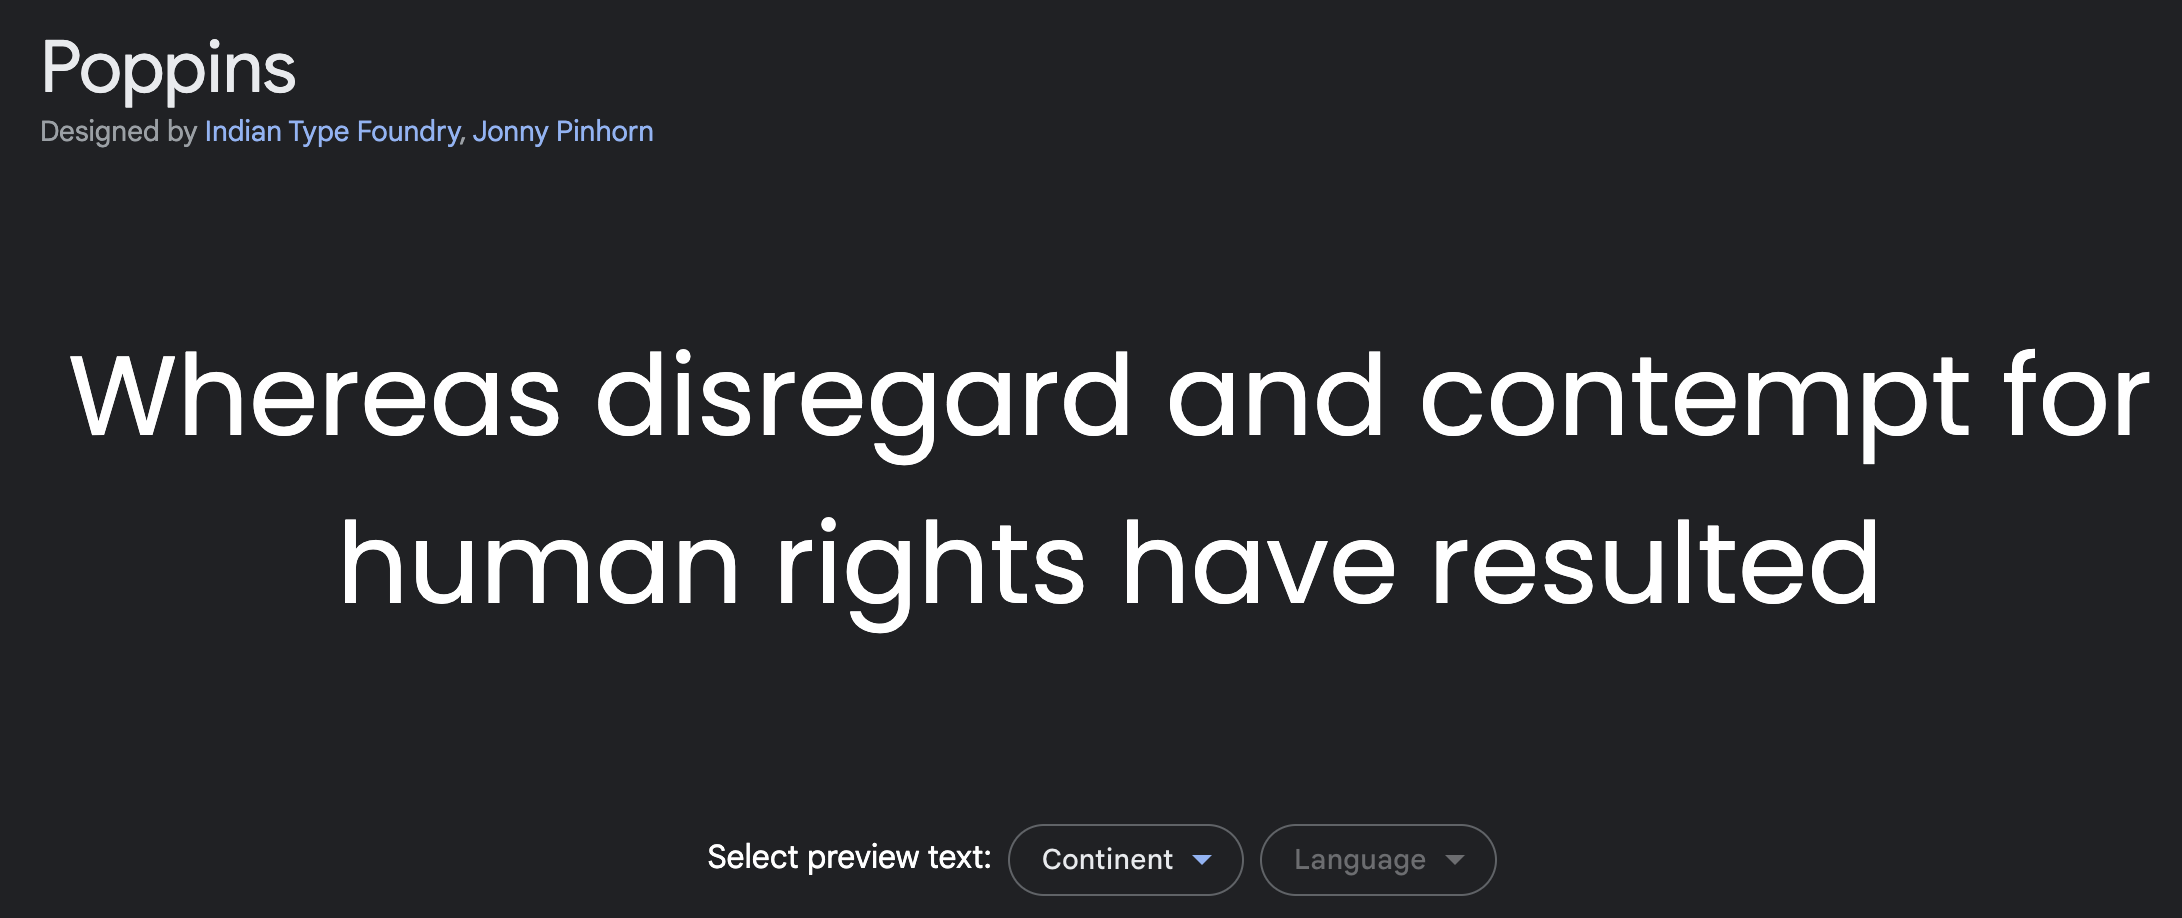 Poppins
Designed by Indian Type Foundry, Jonny Pinhorn
Whereas disregard and contempt for
human rights have resulted
Select preview text: Continent Language